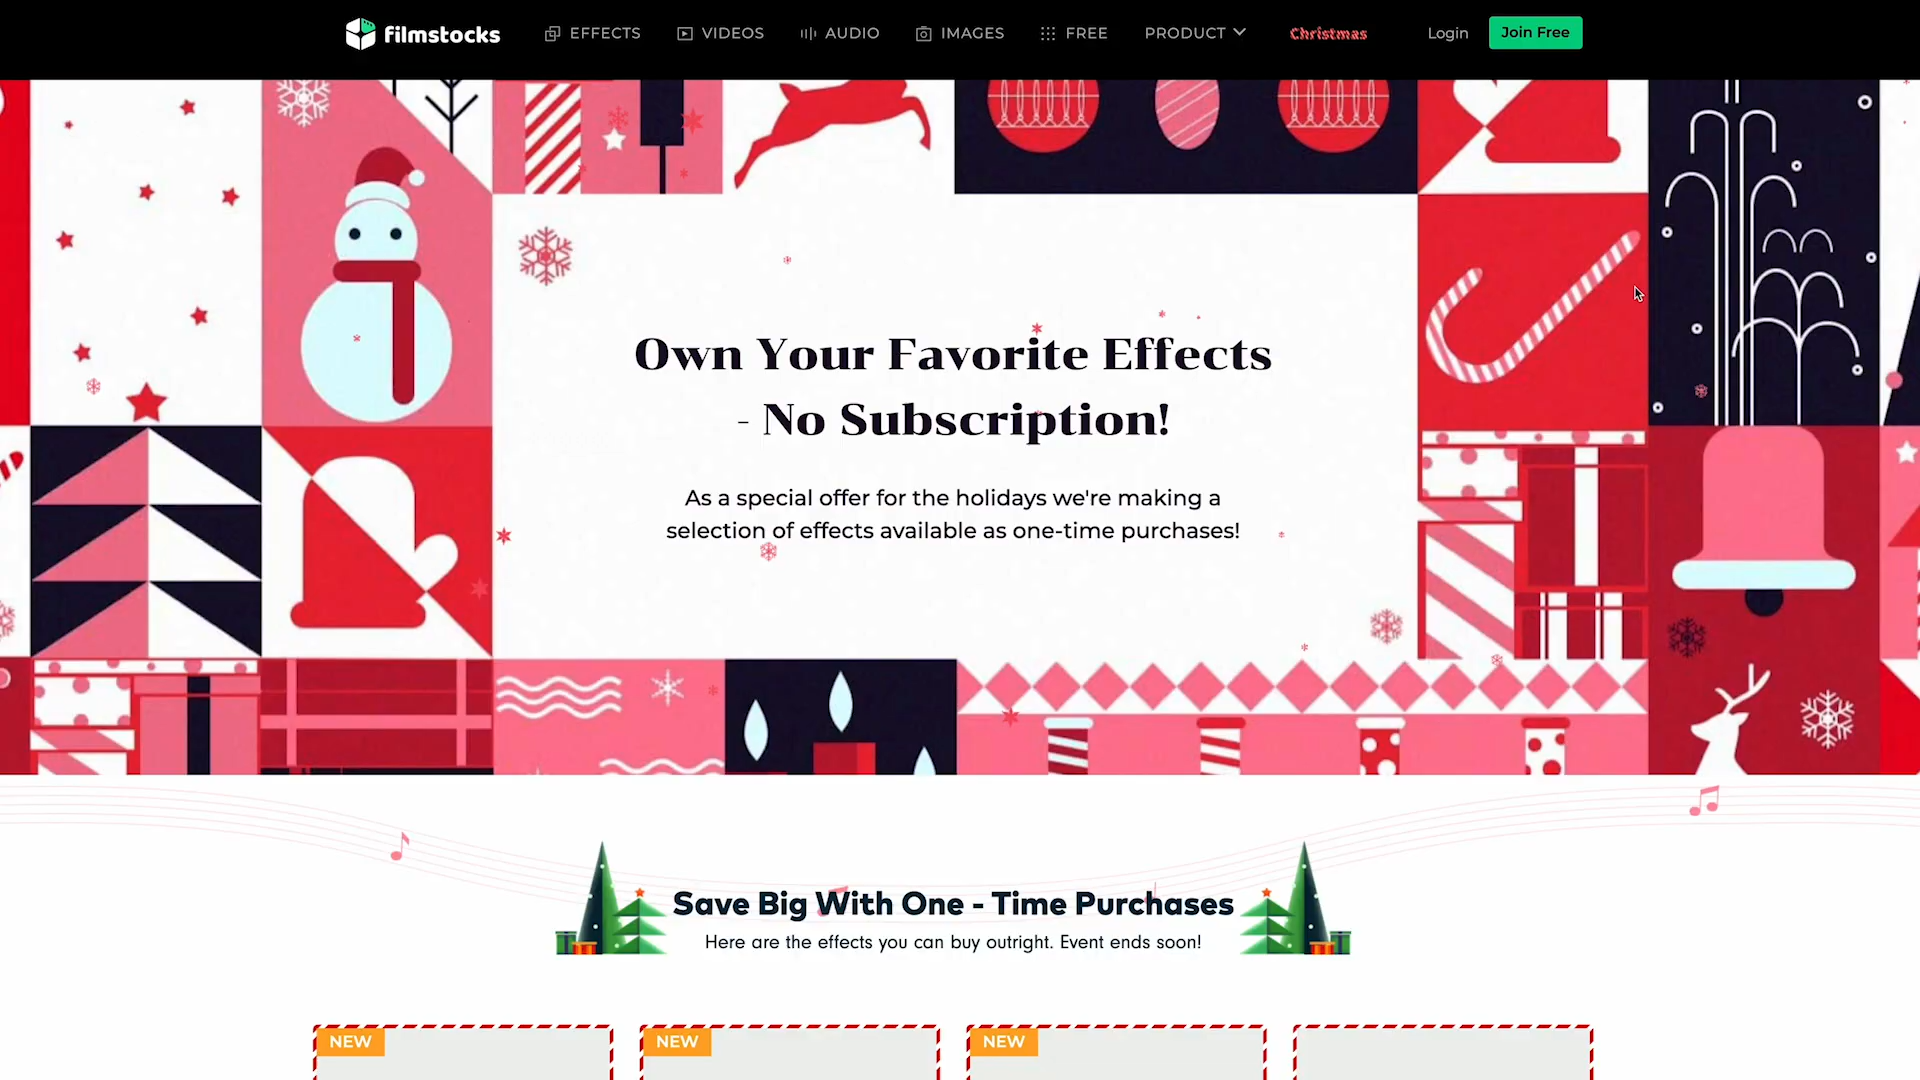 filmstocks
EFFECTS
VIDEOS
AUDIO
IMAGES
FREE
PRODUCT
Christmas
Login
Join Free
Own Your Favorite Effects
- No Subscription!
As a special offer for the holidays we're making a
selection of effects available as one-time purchases!
Save Big With One - Time Purchases
Here are the effects you can buy outright. Event ends soon!
NEW
NEW
NEW